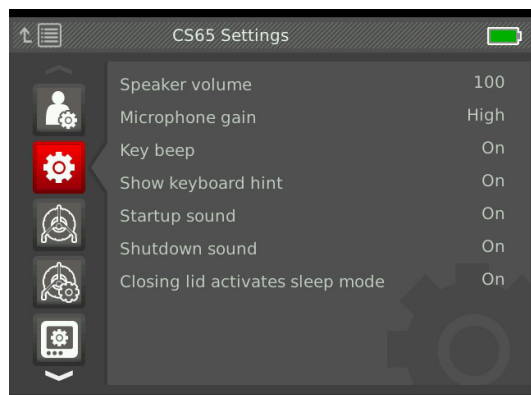 CS65 Settings
Speaker volume 100
Microphone gain High
Key beep On
Show keyboard hint On
Startup sound On
Shutdown sound On
Closing lid activates sleep mode On